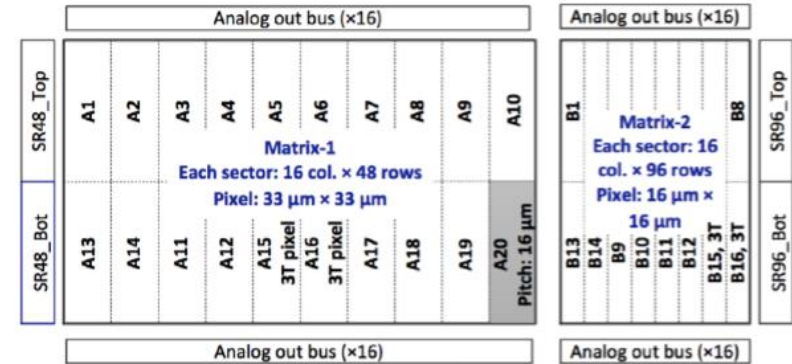 Analog out bus (×16)
Analog out bus (×16)
SR48_Top
A1
A2
A3
A4
A5
A6
A7
A8
A9
A10
B1
B8
SR96_Top
Matrix-1
Each sector: 16 col. × 48 rows
Pixel: 33 µm × 33 µm
Matrix-2
Each sector: 16
col. × 96 rows
Pixel: 16 µm ×
16 µm
SR48_Bot
A13
A14
A11
A12
A15
3T pixel
A16
3T pixel
A17
A18
A19
A20
Pitch: 16 µm
B13
B14
B9
B10
B11
B12
B15, 3T
B16, 3T
SR96_Bot
Analog out bus (×16)
Analog out bus (×16)